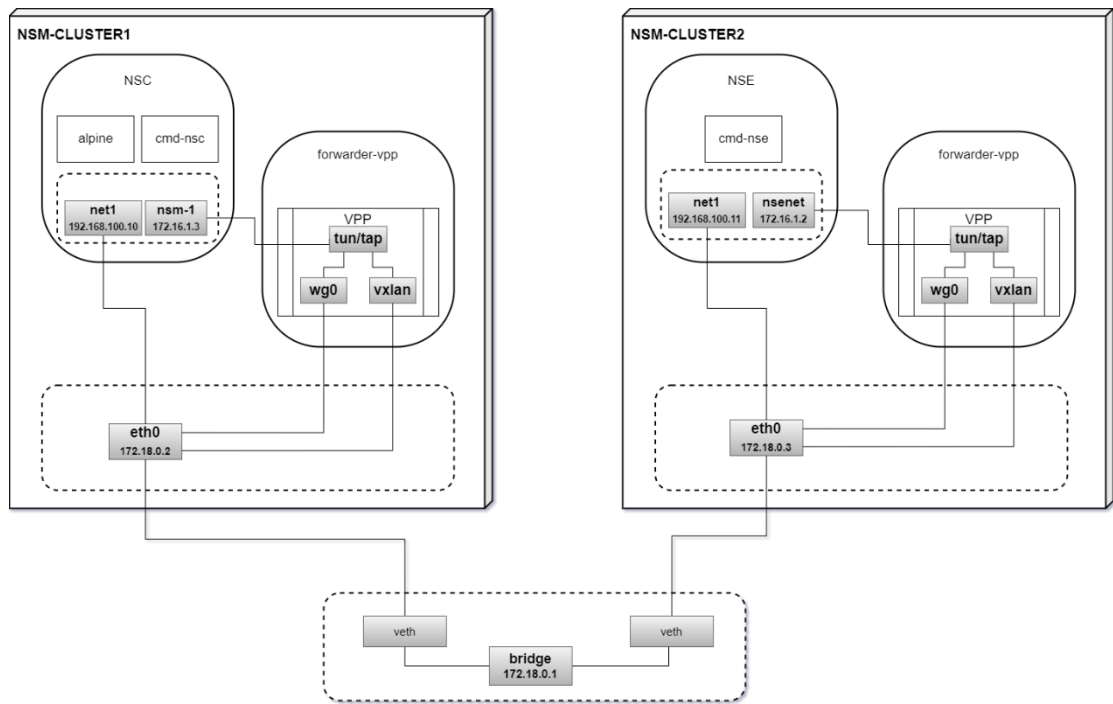 NSM-CLUSTER1
NSC
alpine
cmd-nsc
net1
192.168.100.10
nsm-1
172.16.1.3
forwarder-vpp
VPP
tun/tap
wg0
vxlan
eth0
172.18.0.2
NSM-CLUSTER2
NSE
cmd-nse
net1
192.168.100.11
nsenet
172.16.1.2
forwarder-vpp
VPP
tun/tap
wg0
vxlan
eth0
172.18.0.3
veth
veth
bridge
172.18.0.1